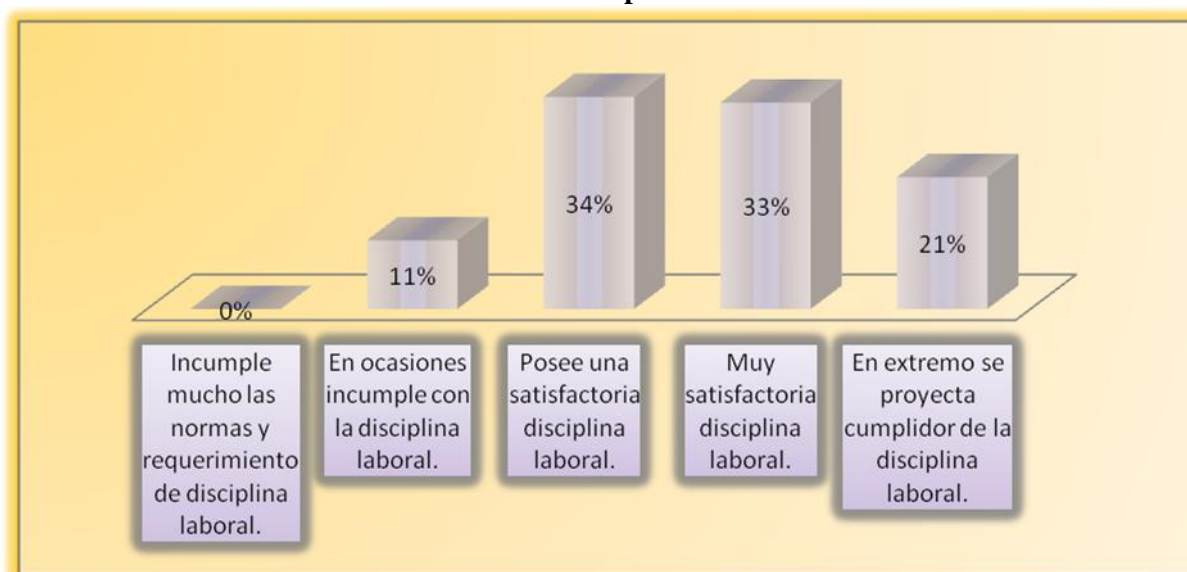 0%
11%
34%
33%
21%
Incumple
mucho las
normas y
requerimiento
de disciplina
laboral.
En ocasiones
incumple con
la disciplina
laboral.
Posee una
satisfactoria
disciplina
laboral.
Muy
satisfactoria
disciplina
laboral.
En extremo se
proyecta
cumplidor de la
disciplina
laboral.